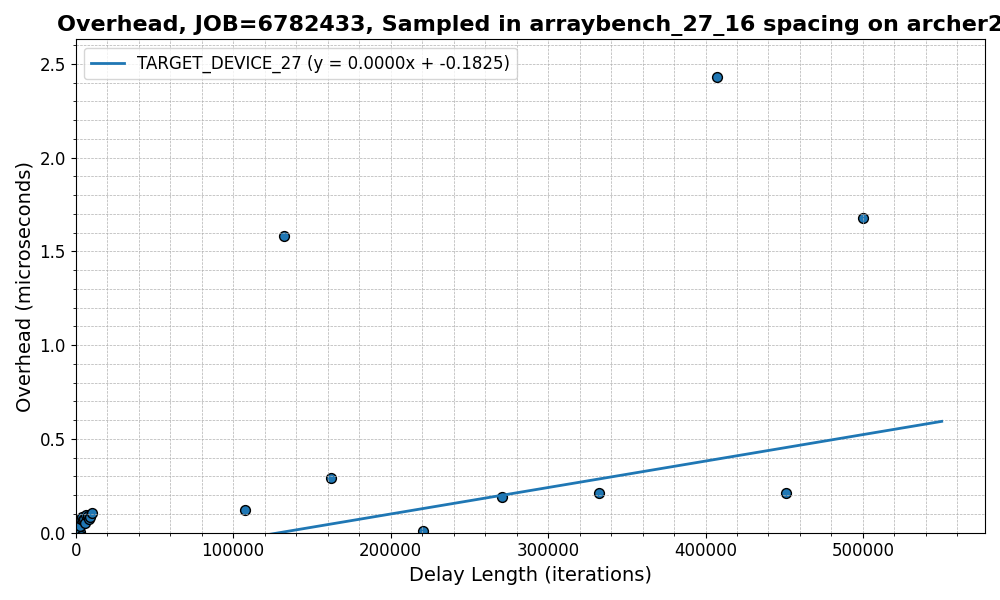 Overhead, JOB=6782433, Sampled in arraybench_27_16 spacing on archer2
TARGET_DEVICE_27 (y = 0.0000x + -0.1825)
Overhead (microseconds)
2.5
2.0
1.5
1.0
0.5
0.0
0 100000 200000 300000 400000 500000
Delay Length (iterations)